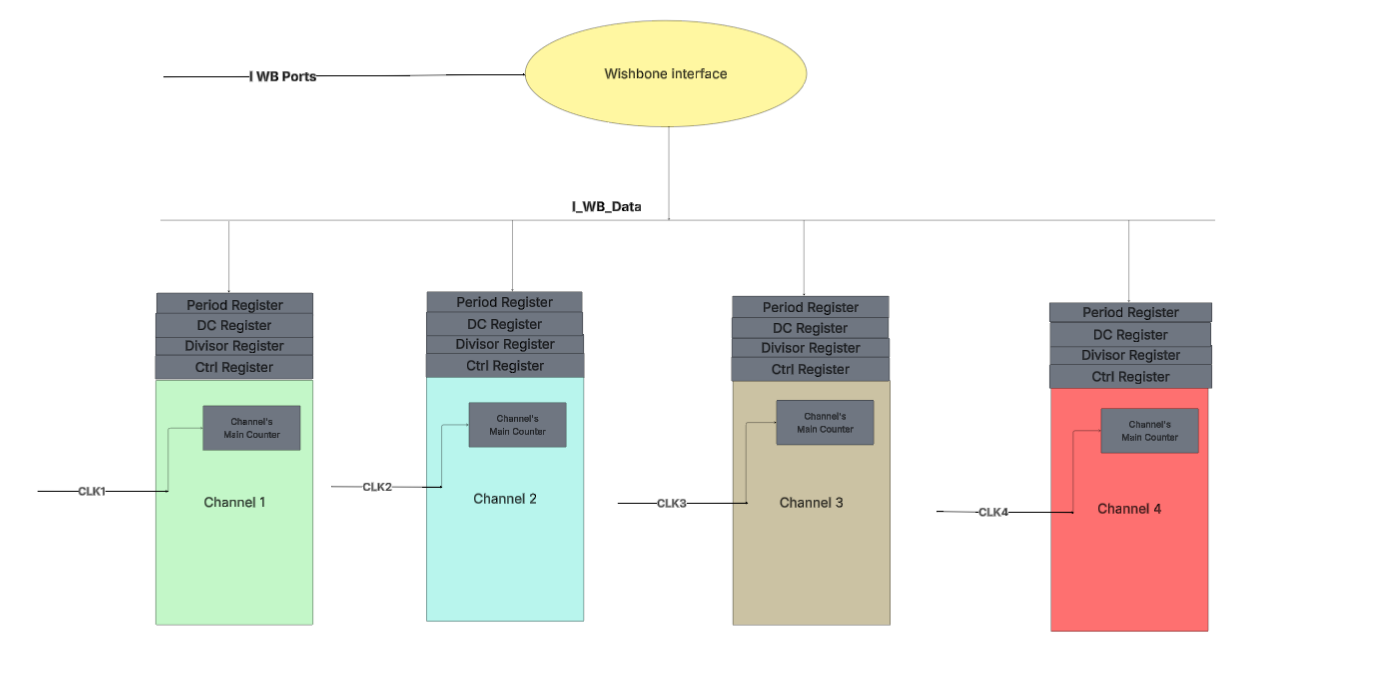 I WB Ports
Wishbone interface
I_WB_Data
Period Register
DC Register
Divisor Register
Ctrl Register
Channel's
Main Counter
CLK1
Channel 1
Period Register
DC Register
Divisor Register
Ctrl Register
Channel's
Main Counter
CLK2
Channel 2
Period Register
DC Register
Divisor Register
Ctrl Register
Channel's
Main Counter
CLK3
Channel 3
Period Register
DC Register
Divisor Register
Ctrl Register
Channel's
Main Counter
CLK4
Channel 4